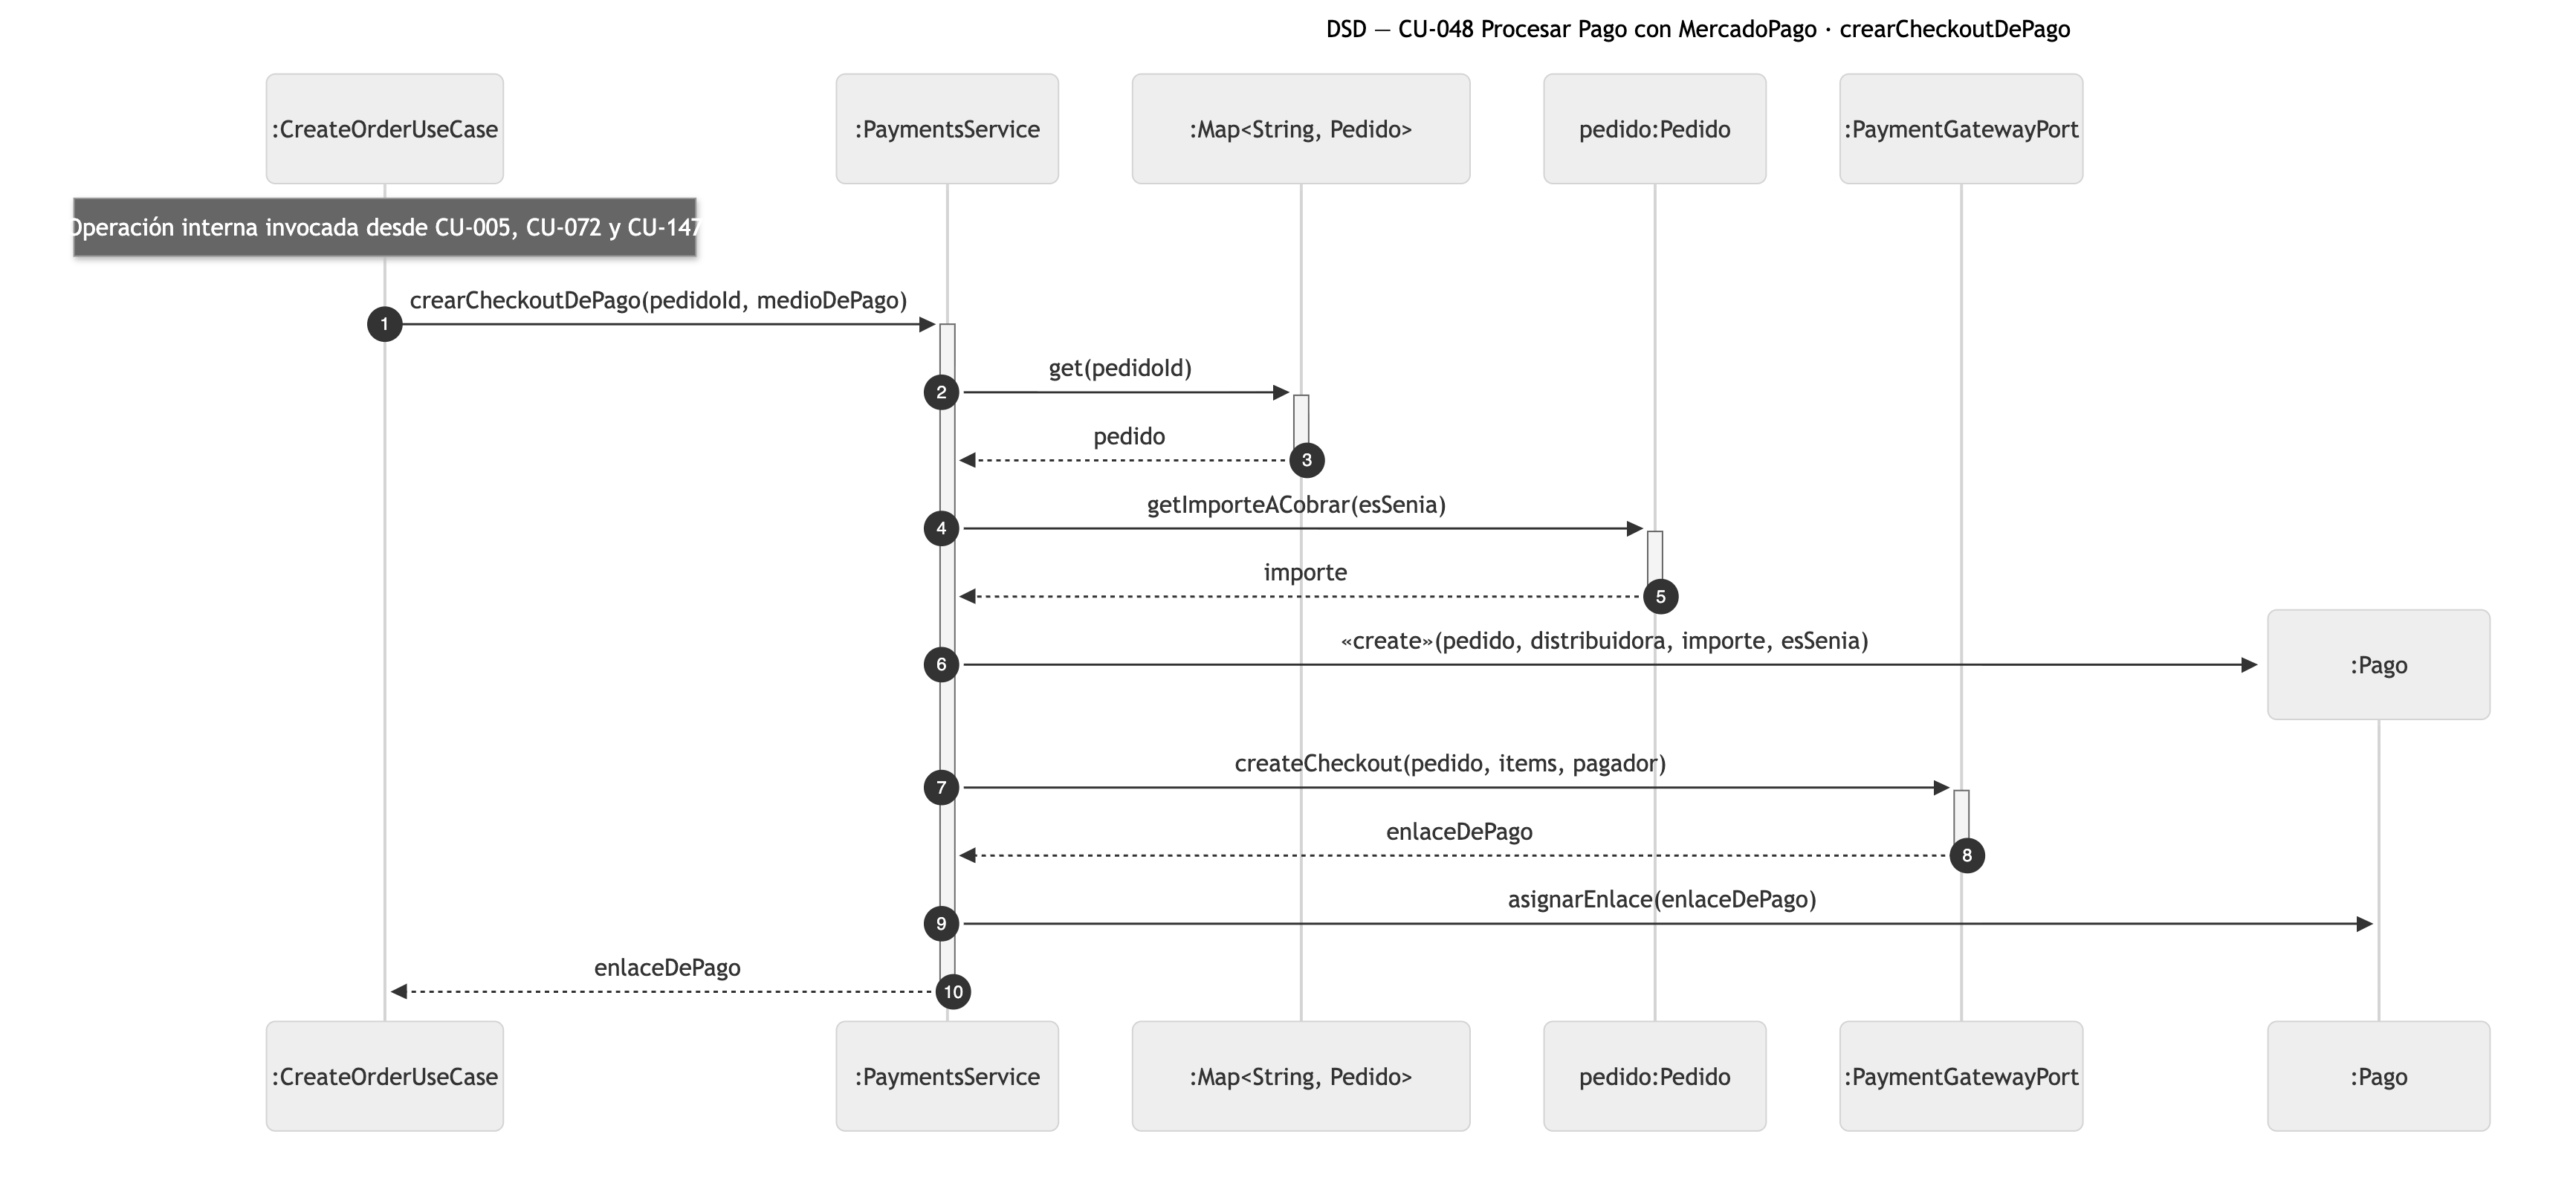 DSD — CU-048 Procesar Pago con MercadoPago · crearCheckoutDePago
:CreateOrderUseCase
:PaymentsService
:Map<String, Pedido>
pedido:Pedido
:PaymentGatewayPort
Operación interna invocada desde CU-005, CU-072 y CU-147
crearCheckoutDePago(pedidoId, medioDePago)
1
get(pedidoId)
2
pedido
3
getImporteACobrar(esSenia)
4
importe
5
«create»(pedido, distribuidora, importe, esSenia)
6
:Pago
createCheckout(pedido, items, pagador)
7
enlaceDePago
8
asignarEnlace(enlaceDePago)
9
enlaceDePago
10
:CreateOrderUseCase
:PaymentsService
:Map<String, Pedido>
pedido:Pedido
:PaymentGatewayPort
:Pago